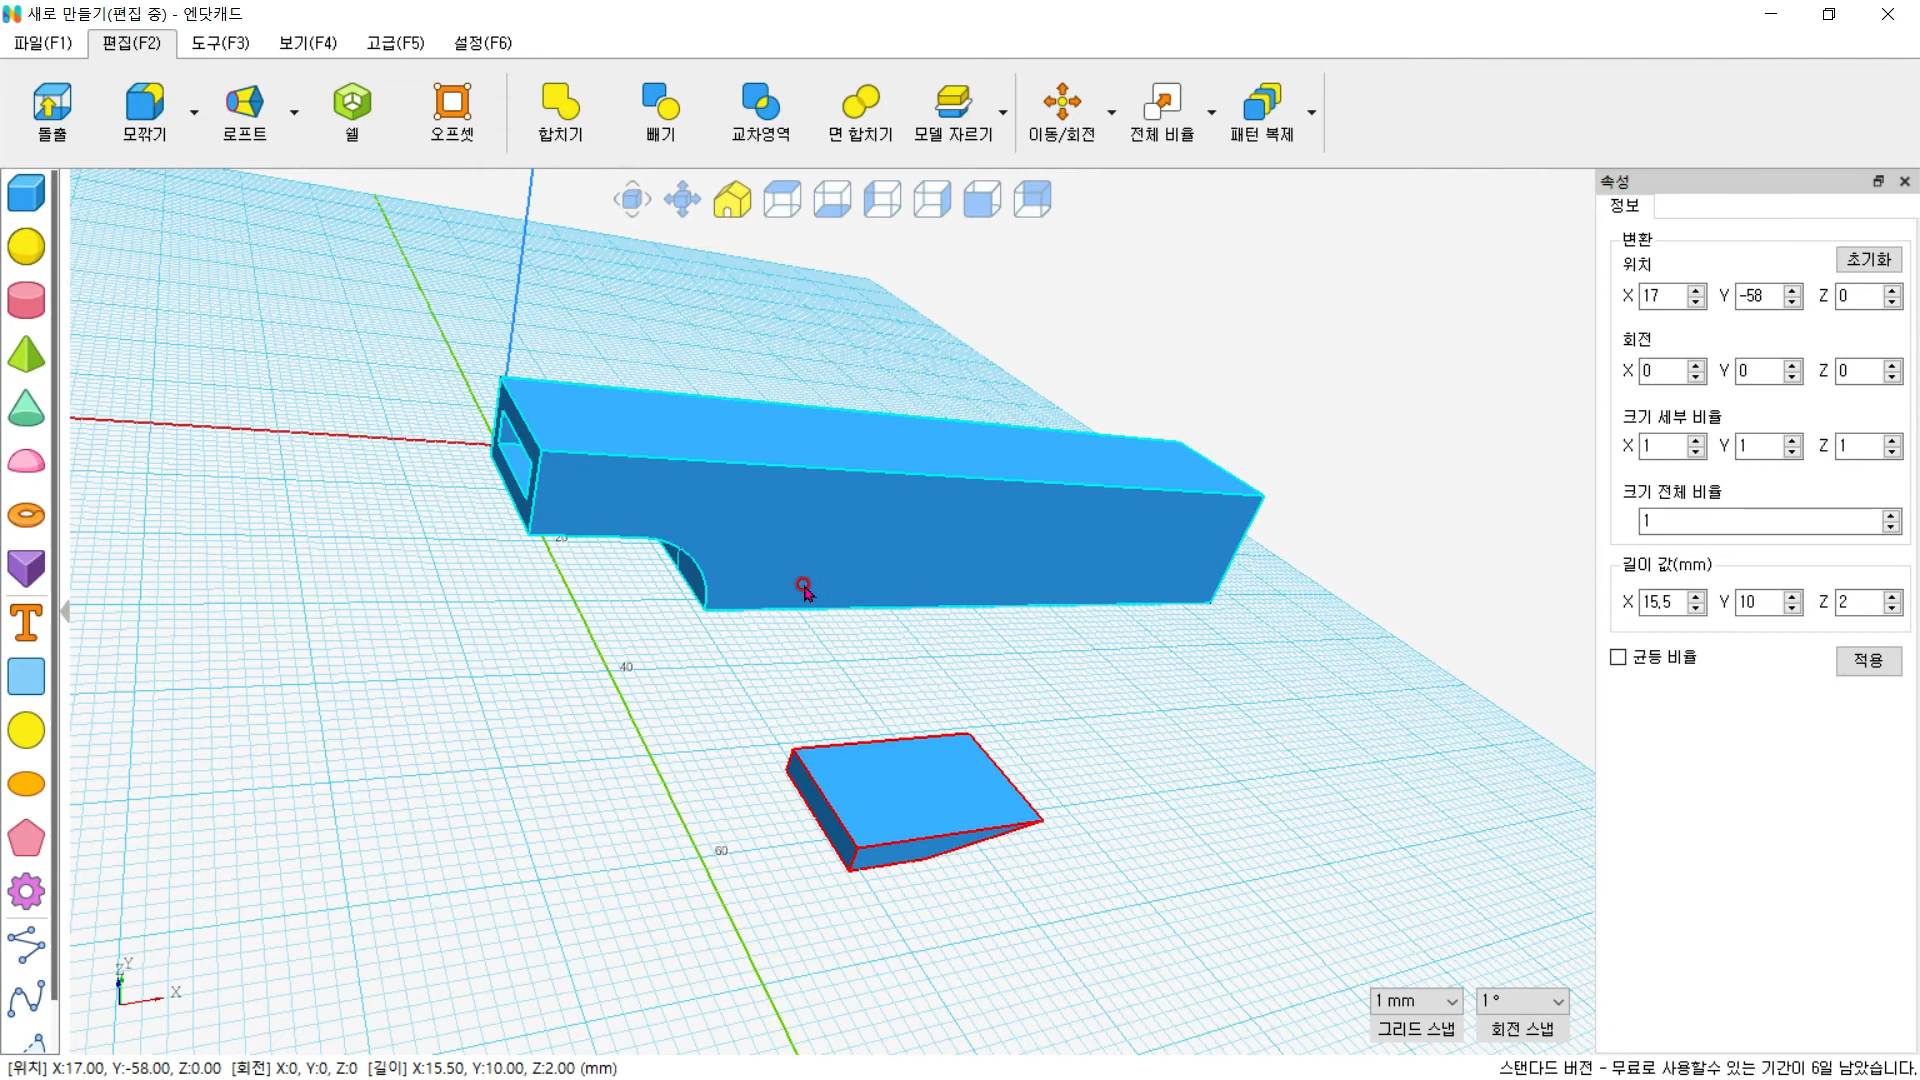 새로 만들기(편집 중) - 엔닷캐드
파일(F1) 편집(F2) 도구(F3) 보기(F4) 고급(F5) 설정(F6)
돌출 모깎기 로프트 쉘 오프셋 합치기 빼기 교차영역 면 합치기 모델 자르기 이동/회전 전체 비율 패턴 복제
속성
정보
변환
위치
초기화
X 17 Y -58 Z 0
회전
X 0 Y 0 Z 0
크기 세부 비율
X 1 Y 1 Z 1
크기 전체 비율
1
길이 값(mm)
X 15,5 Y 10 Z 2
균등 비율
적용
20
40
60
T
Z Y
X
1 mm 1 °
그리드 스냅 회전 스냅
[위치] X:17.00, Y:-58.00, Z:0.00 [회전] X:0, Y:0, Z:0 [길이] X:15.50, Y:10.00, Z:2.00 (mm)
스탠다드 버전 - 무료로 사용할수 있는 기간이 6일 남았습니다.